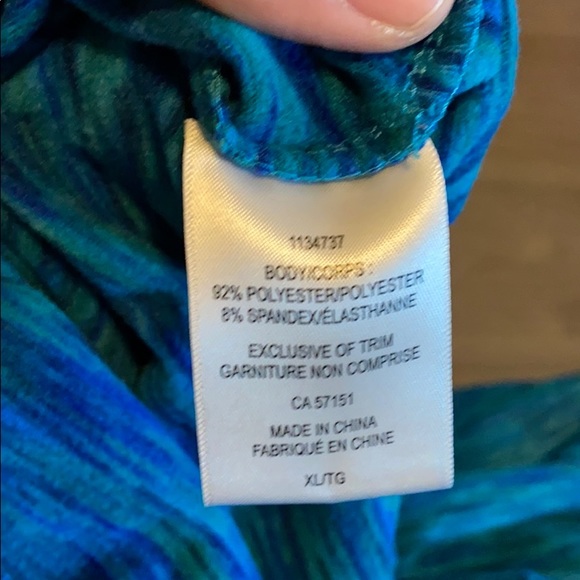 1134737
BODY/CORPS :
92% POLYESTER/POLYESTER
8% SPANDEX/ÉLASTHANNE
EXCLUSIVE OF TRIM
GARNITURE NON COMPRISE
CA 57151
MADE IN CHINA
FABRIQUÉ EN CHINE
XL/TG